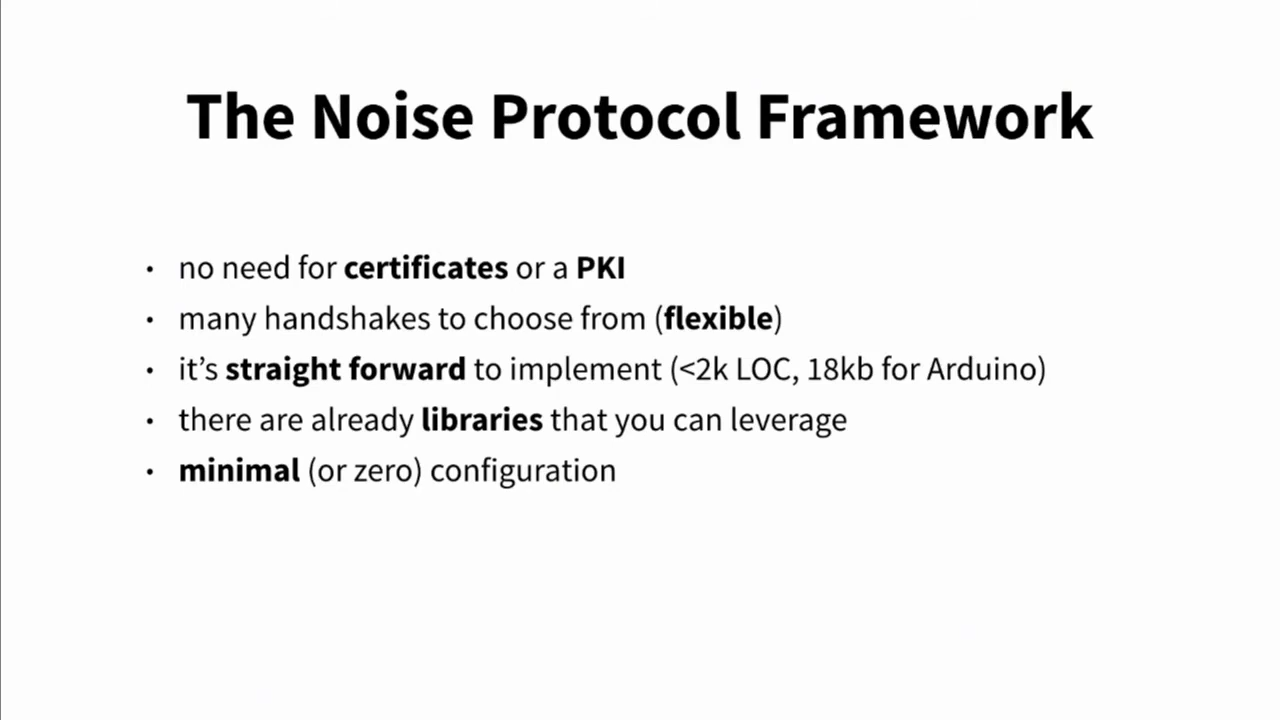 The Noise Protocol Framework
• no need for certificates or a PKI
• many handshakes to choose from (flexible)
• it’s straight forward to implement (<2k LOC, 18kb for Arduino)
• there are already libraries that you can leverage
• minimal (or zero) configuration